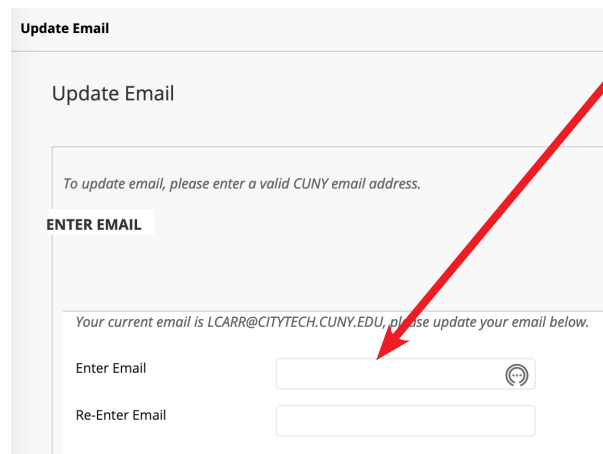 Update Email
Update Email
To update email, please enter a valid CUNY email address.
ENTER EMAIL
Your current email is LCARR@CITYTECH.CUNY.EDU, please update your email below.
Enter Email
Re-Enter Email